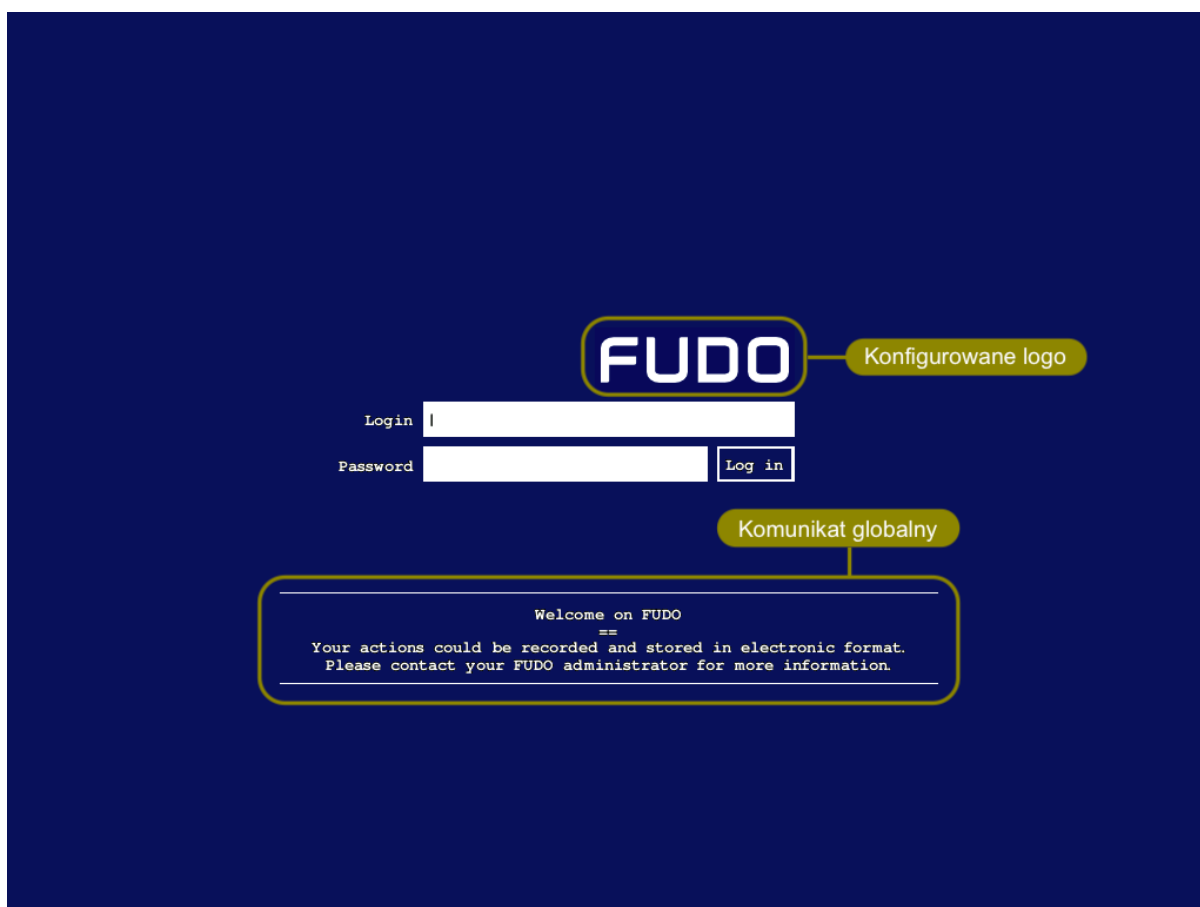 FUDO
Konfigurowane logo
Login
Password
Log in
Komunikat globalny
Welcome on FUDO
==
Your actions could be recorded and stored in electronic format.
Please contact your FUDO administrator for more information.